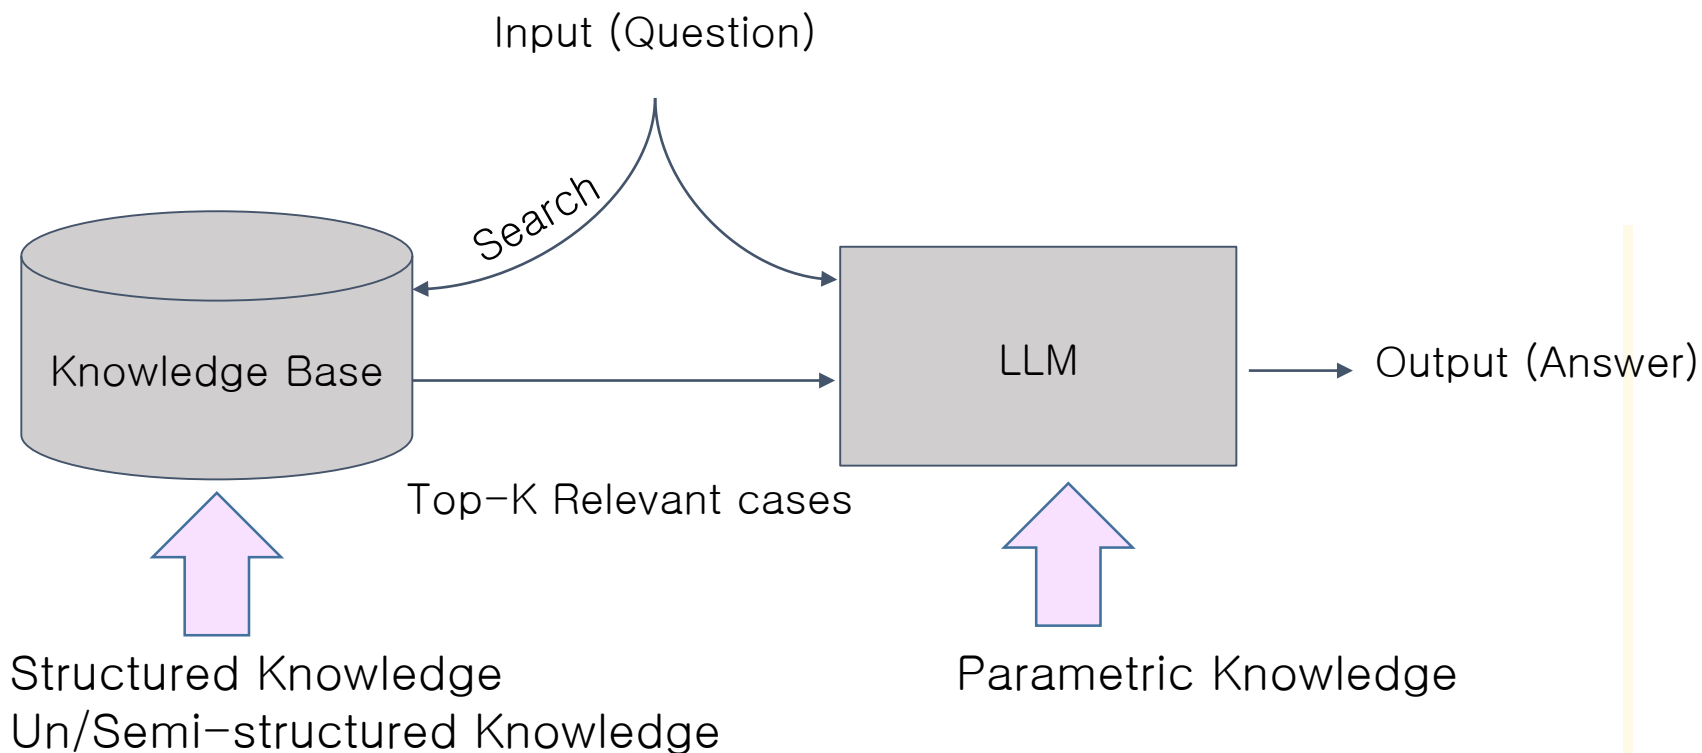 Input (Question)
Search
Knowledge Base
LLM
Output (Answer)
Top-K Relevant cases
Structured Knowledge
Un/Semi-structured Knowledge
Parametric Knowledge